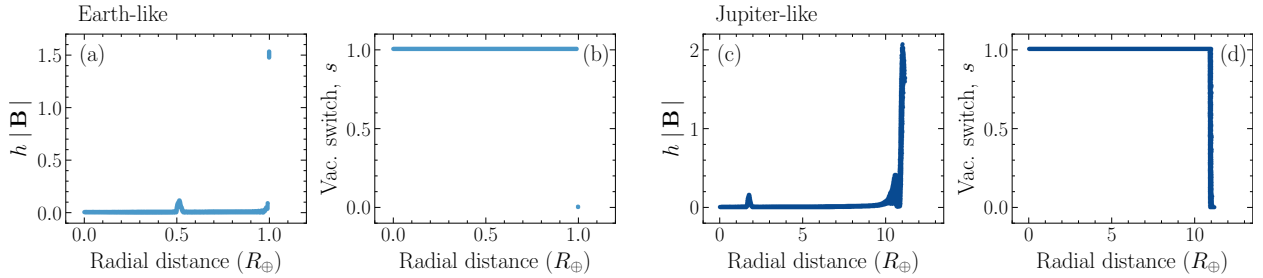 Earth-like
Jupiter-like
(a)
h | B |
1.5
1.0
0.5
0.0
0.0
0.5
1.0
Radial distance (R⊕)
(b)
Vac. switch, s
1.0
0.5
0.0
0.0
0.5
1.0
Radial distance (R⊕)
(c)
h | B |
2
1
0
0
5
10
Radial distance (R⊕)
(d)
Vac. switch, s
1.0
0.5
0.0
0
5
10
Radial distance (R⊕)